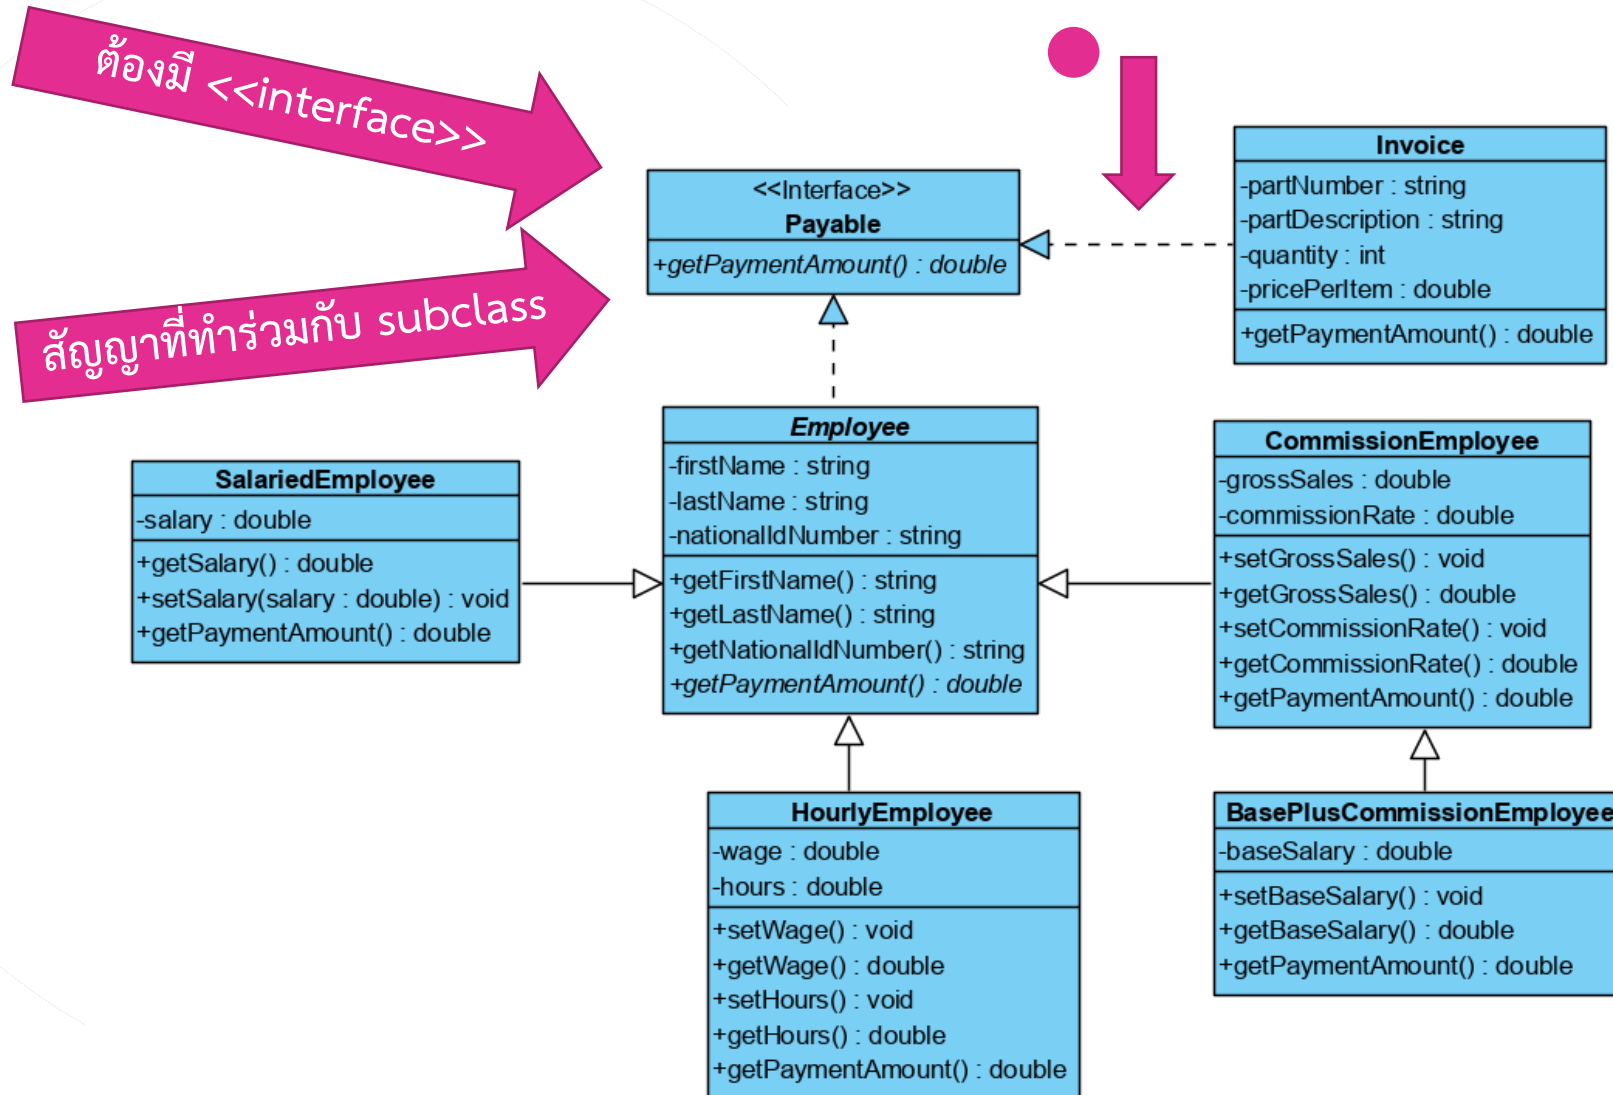 ต้องมี <<interface>>
สัญญาที่ทำร่วมกับ subclass
<<Interface>>
Payable
+getPaymentAmount() : double
Invoice
-partNumber : string
-partDescription : string
-quantity : int
-pricePerItem : double
+getPaymentAmount() : double
SalariedEmployee
-salary : double
+getSalary() : double
+setSalary(salary : double) : void
+getPaymentAmount() : double
Employee
-firstName : string
-lastName : string
-nationalIdNumber : string
+getFirstName() : string
+getLastName() : string
+getNationalIdNumber() : string
+getPaymentAmount() : double
CommissionEmployee
-grossSales : double
-commissionRate : double
+setGrossSales() : void
+getGrossSales() : double
+setCommissionRate() : void
+getCommissionRate() : double
+getPaymentAmount() : double
HourlyEmployee
-wage : double
-hours : double
+setWage() : void
+getWage() : double
+setHours() : void
+getHours() : double
+getPaymentAmount() : double
BasePlusCommissionEmployee
-baseSalary : double
+setBaseSalary() : void
+getBaseSalary() : double
+getPaymentAmount() : double